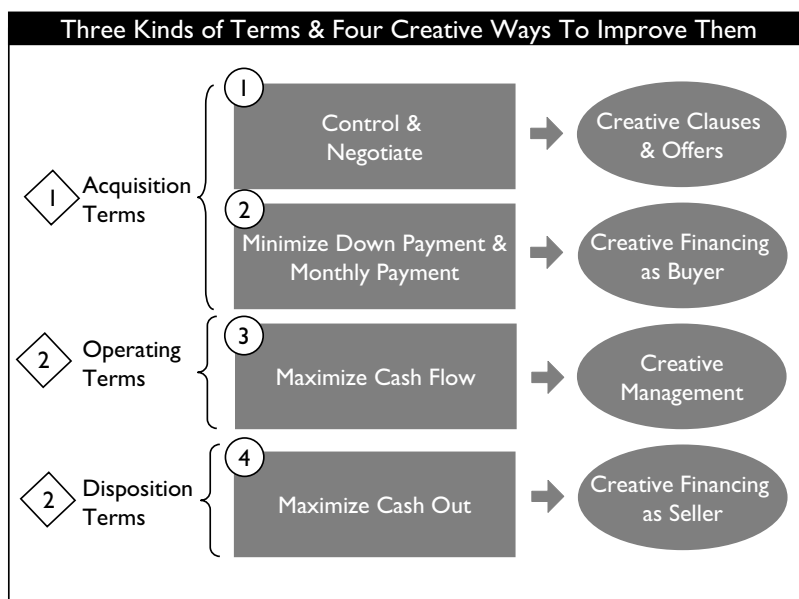 Three Kinds of Terms & Four Creative Ways To Improve Them
1
Acquisition
Terms
1
Control &
Negotiate
Creative Clauses
& Offers
2
Minimize Down Payment &
Monthly Payment
Creative Financing
as Buyer
2
Operating
Terms
3
Maximize Cash Flow
Creative
Management
2
Disposition
Terms
4
Maximize Cash Out
Creative Financing
as Seller